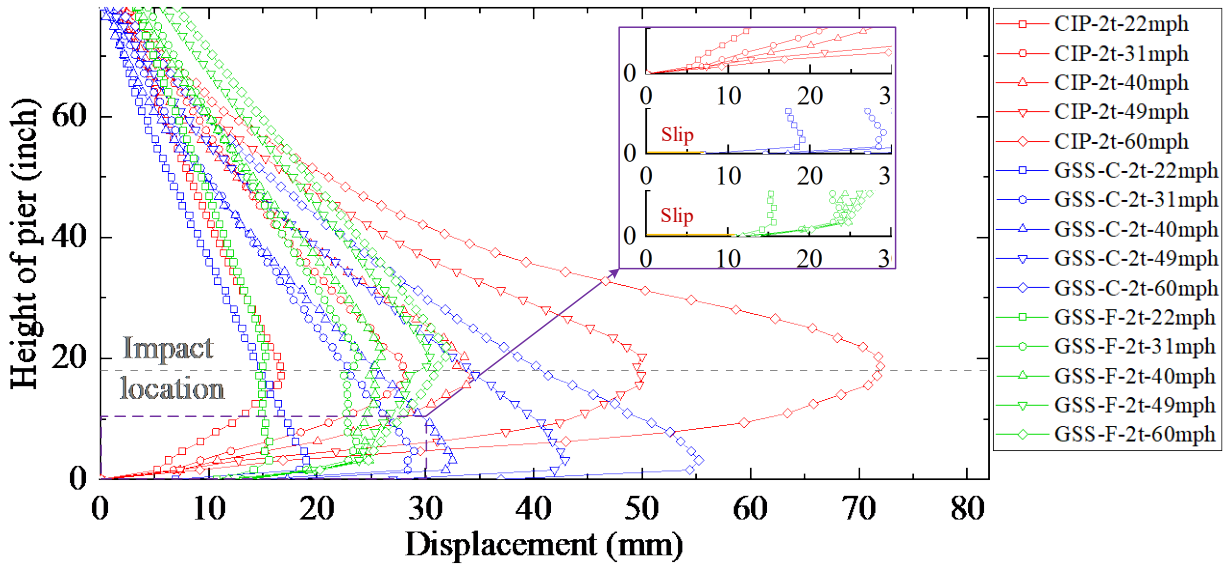 Height of pier (inch)
60
40
20
0
0
10
20
30
40
50
60
70
80
Displacement (mm)
Impact
location
0
0
10
20
3
Slip
0
0
10
20
3
Slip
0
0
10
20
3
CIP-2t-22mph
CIP-2t-31mph
CIP-2t-40mph
CIP-2t-49mph
CIP-2t-60mph
GSS-C-2t-22mph
GSS-C-2t-31mph
GSS-C-2t-40mph
GSS-C-2t-49mph
GSS-C-2t-60mph
GSS-F-2t-22mph
GSS-F-2t-31mph
GSS-F-2t-40mph
GSS-F-2t-49mph
GSS-F-2t-60mph